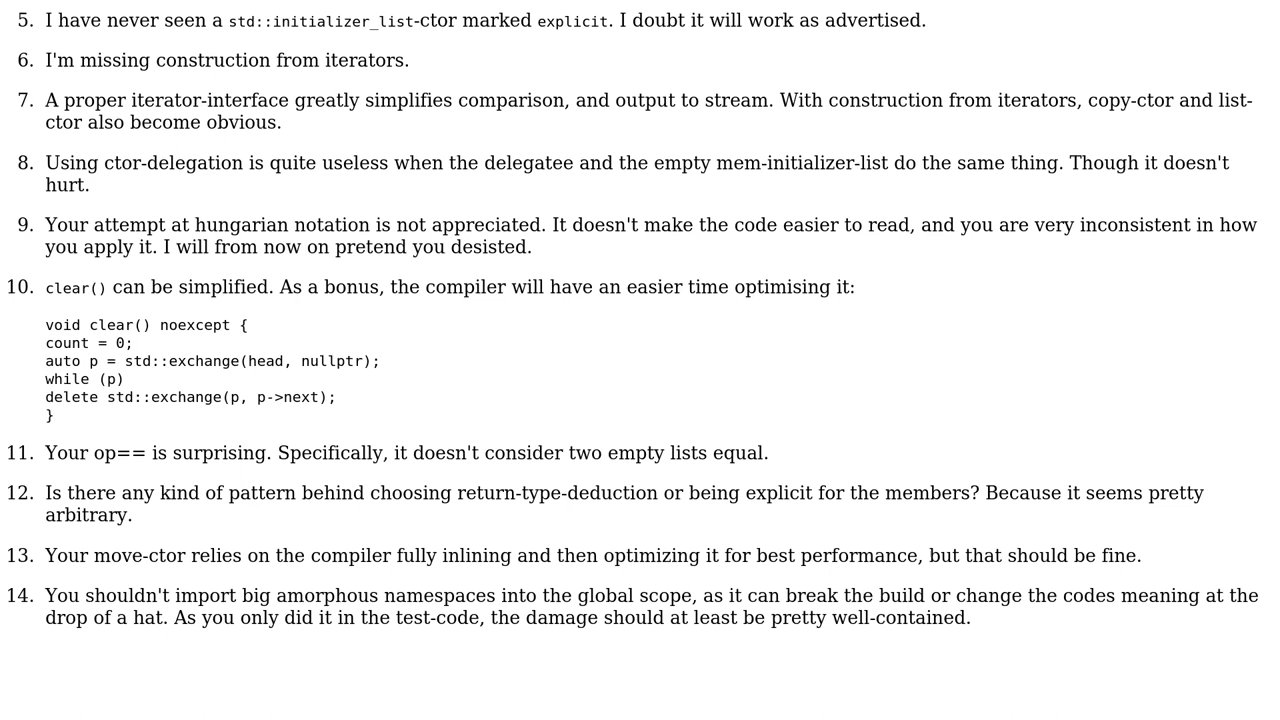 5. I have never seen a std::initializer_list-ctor marked explicit. I doubt it will work as advertised.
6. I'm missing construction from iterators.
7. A proper iterator-interface greatly simplifies comparison, and output to stream. With construction from iterators, copy-ctor and list-
ctor also become obvious.
8. Using ctor-delegation is quite useless when the delegatee and the empty mem-initializer-list do the same thing. Though it doesn't
hurt.
9. Your attempt at hungarian notation is not appreciated. It doesn't make the code easier to read, and you are very inconsistent in how
you apply it. I will from now on pretend you desisted.
10. clear() can be simplified. As a bonus, the compiler will have an easier time optimising it:
void clear() noexcept {
count = 0;
auto p = std::exchange(head, nullptr);
while (p)
delete std::exchange(p, p->next);
}
11. Your op== is surprising. Specifically, it doesn't consider two empty lists equal.
12. Is there any kind of pattern behind choosing return-type-deduction or being explicit for the members? Because it seems pretty
arbitrary.
13. Your move-ctor relies on the compiler fully inlining and then optimizing it for best performance, but that should be fine.
14. You shouldn't import big amorphous namespaces into the global scope, as it can break the build or change the codes meaning at the
drop of a hat. As you only did it in the test-code, the damage should at least be pretty well-contained.